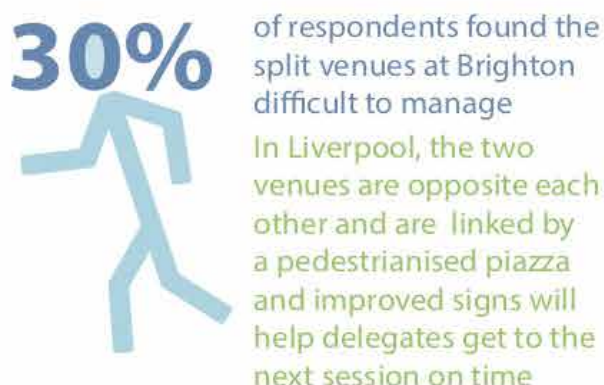 30%
of respondents found the
split venues at Brighton
difficult to manage
In Liverpool, the two
venues are opposite each
other and are linked by
a pedestrianised piazza
and improved signs will
help delegates get to the
next session on time